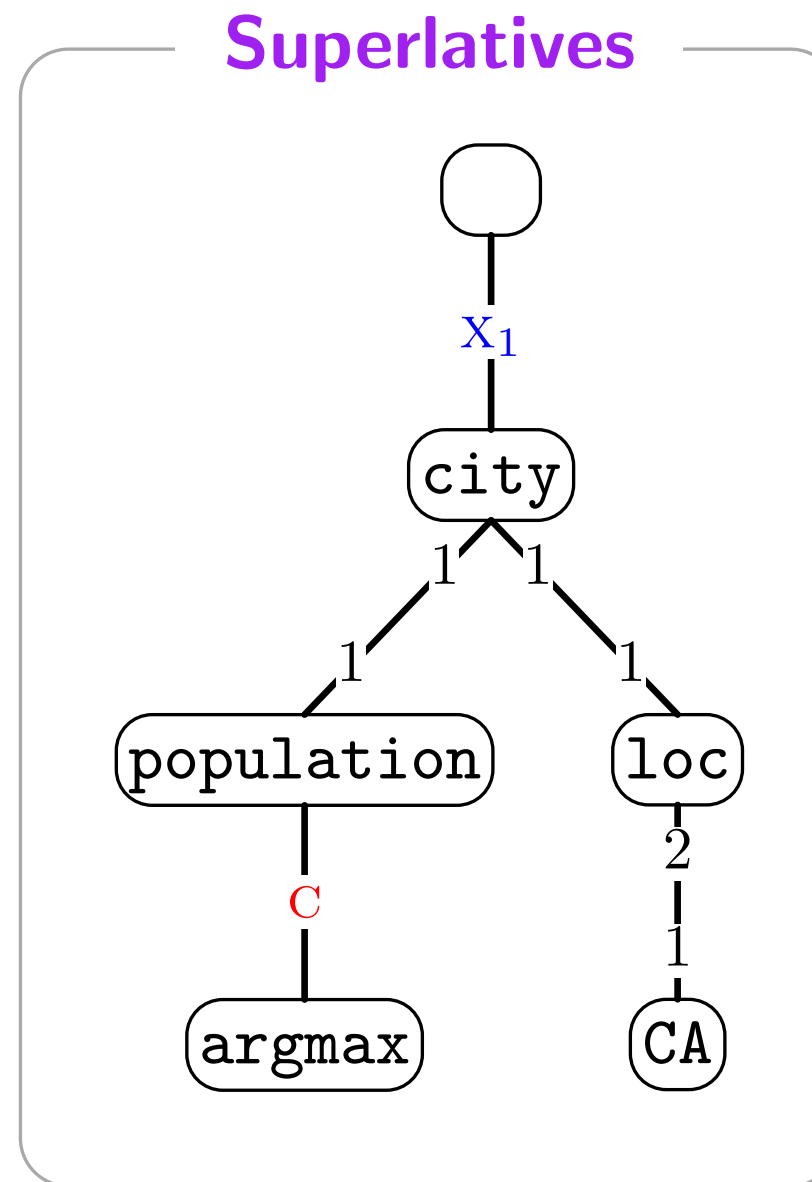 Superlatives
X1
city
1 1
1 1
population loc
2
C
1
argmax CA